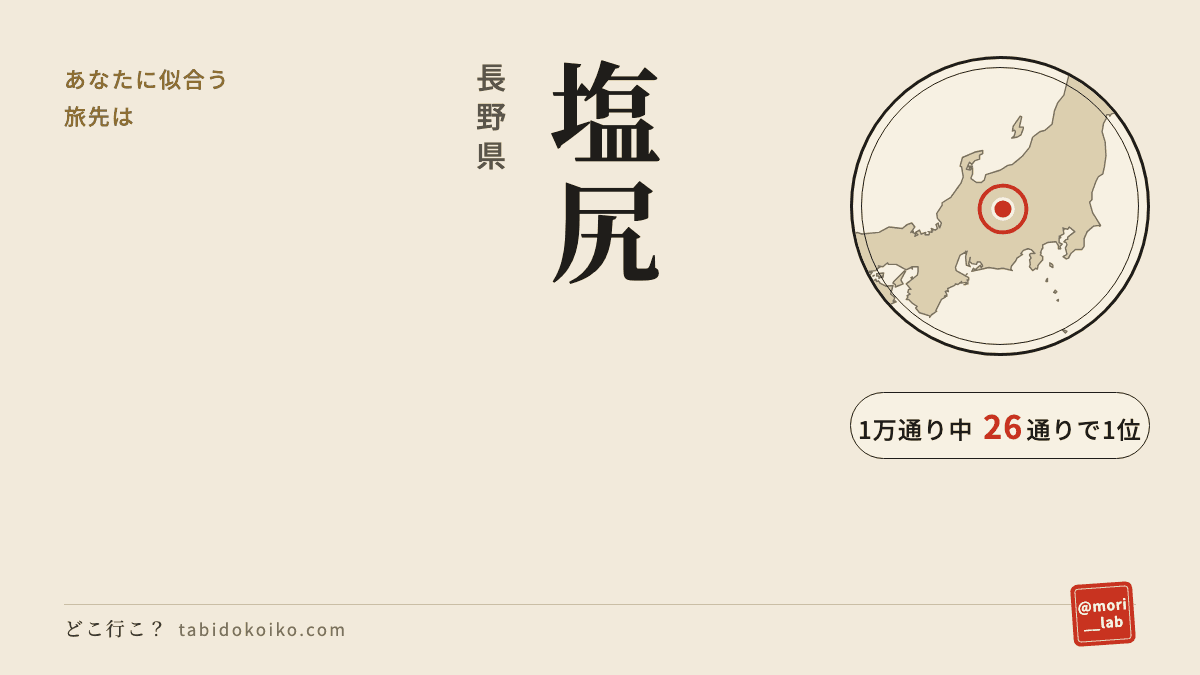 あなたに似合う
旅先は
塩尻
長野県
1万通り中 26通りで1位
どこ行こ？ tabidokoiko.com
@mori
__lab